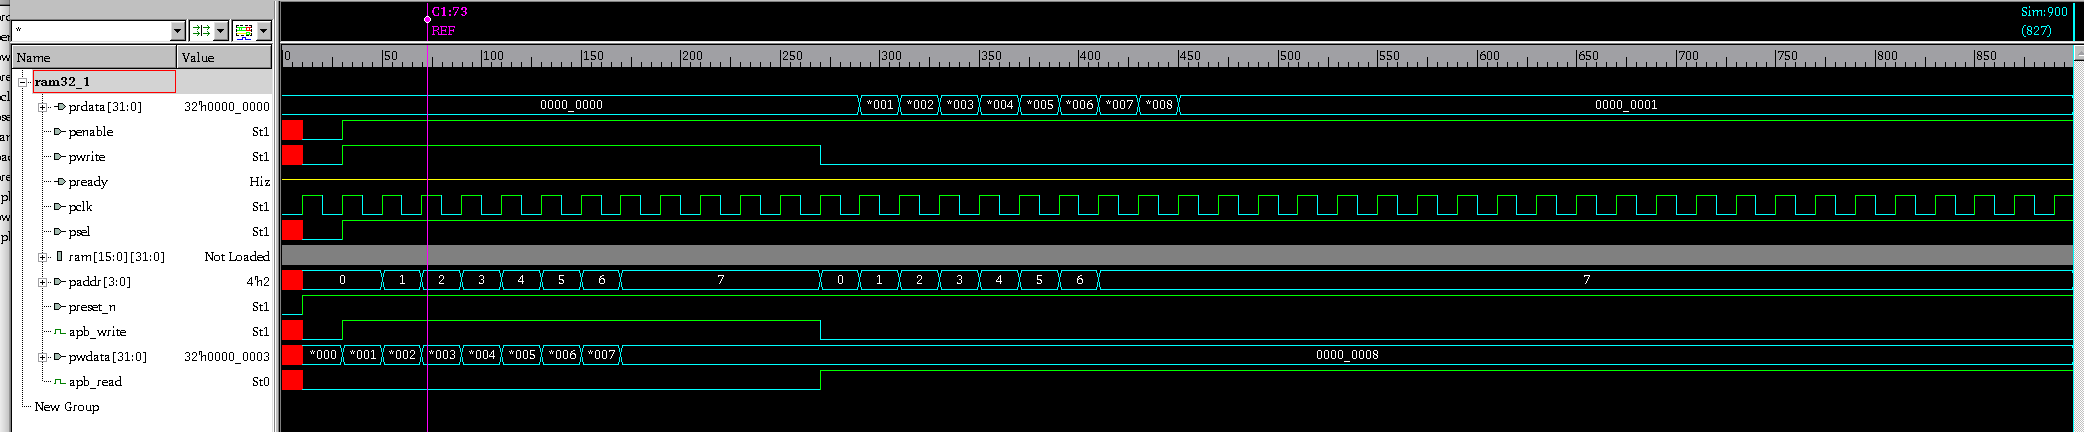 C1:73
REF
Sim:900
(827)
*
Name Value
0 50 100 150 200 250 300 350 400 450 500 550 600 650 700 750 800 850
ram32_1
prdata[31:0] 32'h0000_0000 0000_0000 *001 *002 *003 *004 *005 *006 *007 *008 0000_0001
penable St1
pwrite St1
pready Hiz
pclk St1
psel St1
ram[15:0][31:0] Not Loaded
paddr[3:0] 4'h2 0 1 2 3 4 5 6 7 0 1 2 3 4 5 6 7
preset_n St1
apb_write St1
pwdata[31:0] 32'h0000_0003 *000 *001 *002 *003 *004 *005 *006 *007 0000_0008
apb_read St0
New Group